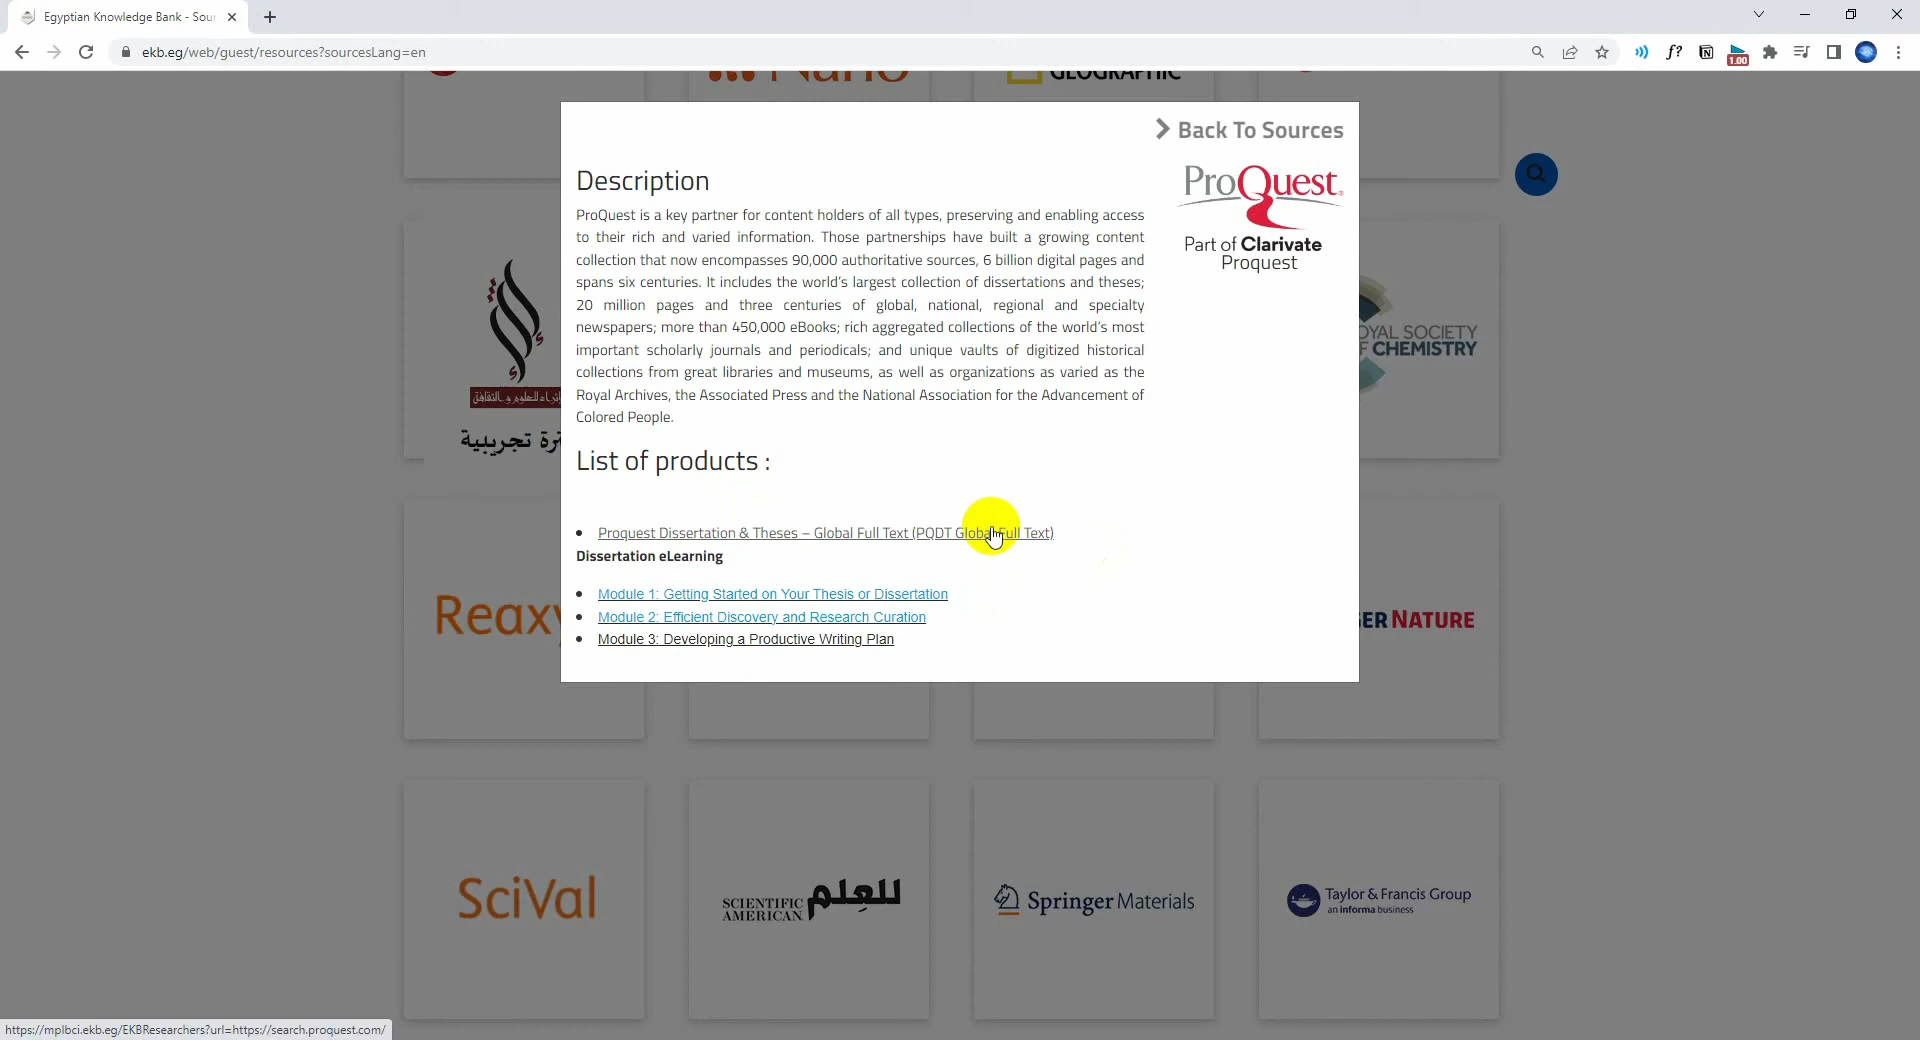 Egyptian Knowledge Bank - Sour
ekb.eg/web/guest/resources?sourcesLang=en
1.00
GEOGRAPHIC
Back To Sources
Description
ProQuest
Part of Clarivate
Proquest
ProQuest is a key partner for content holders of all types, preserving and enabling access
to their rich and varied information. Those partnerships have built a growing content
collection that now encompasses 90,000 authoritative sources, 6 billion digital pages and
spans six centuries. It includes the world's largest collection of dissertations and theses;
20 million pages and three centuries of global, national, regional and specialty
newspapers; more than 450,000 eBooks; rich aggregated collections of the world's most
important scholarly journals and periodicals; and unique vaults of digitized historical
collections from great libraries and museums, as well as organizations as varied as the
Royal Archives, the Associated Press and the National Association for the Advancement of
Colored People.
List of products :
Proquest Dissertation & Theses – Global Full Text (PQDT Global Full Text)
Dissertation eLearning
Module 1: Getting Started on Your Thesis or Dissertation
Module 2: Efficient Discovery and Research Curation
Module 3: Developing a Productive Writing Plan
OYAL SOCIETY
F CHEMISTRY
تجريبية
Reaxy
ER NATURE
SciVal
SCIENTIFIC
AMERICAN
للعلم
Springer Materials
Taylor & Francis Group
an informa business
https://mplbci.ekb.eg/EKBResearchers?url=https://search.proquest.com/